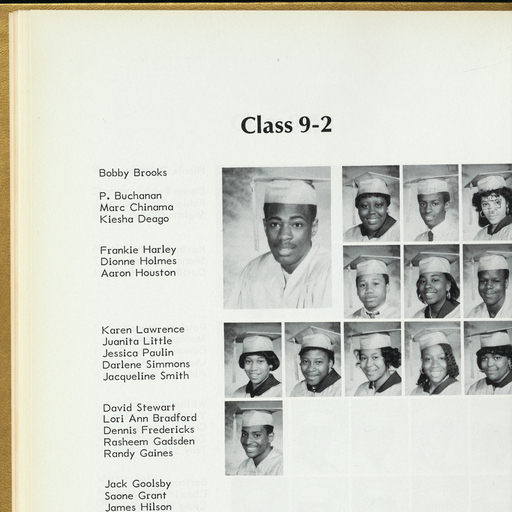 Class 9-2
Bobby Brooks
P. Buchanan
Marc Chinama
Kiesha Deago
Frankie Harley
Dionne Holmes
Aaron Houston
Karen Lawrence
Juanita Little
Jessica Paulin
Darlene Simmons
Jacqueline Smith
David Stewart
Lori Ann Bradford
Dennis Fredericks
Rasheem Gadsden
Randy Gaines
Jack Goolsby
Saone Grant
James Hilson